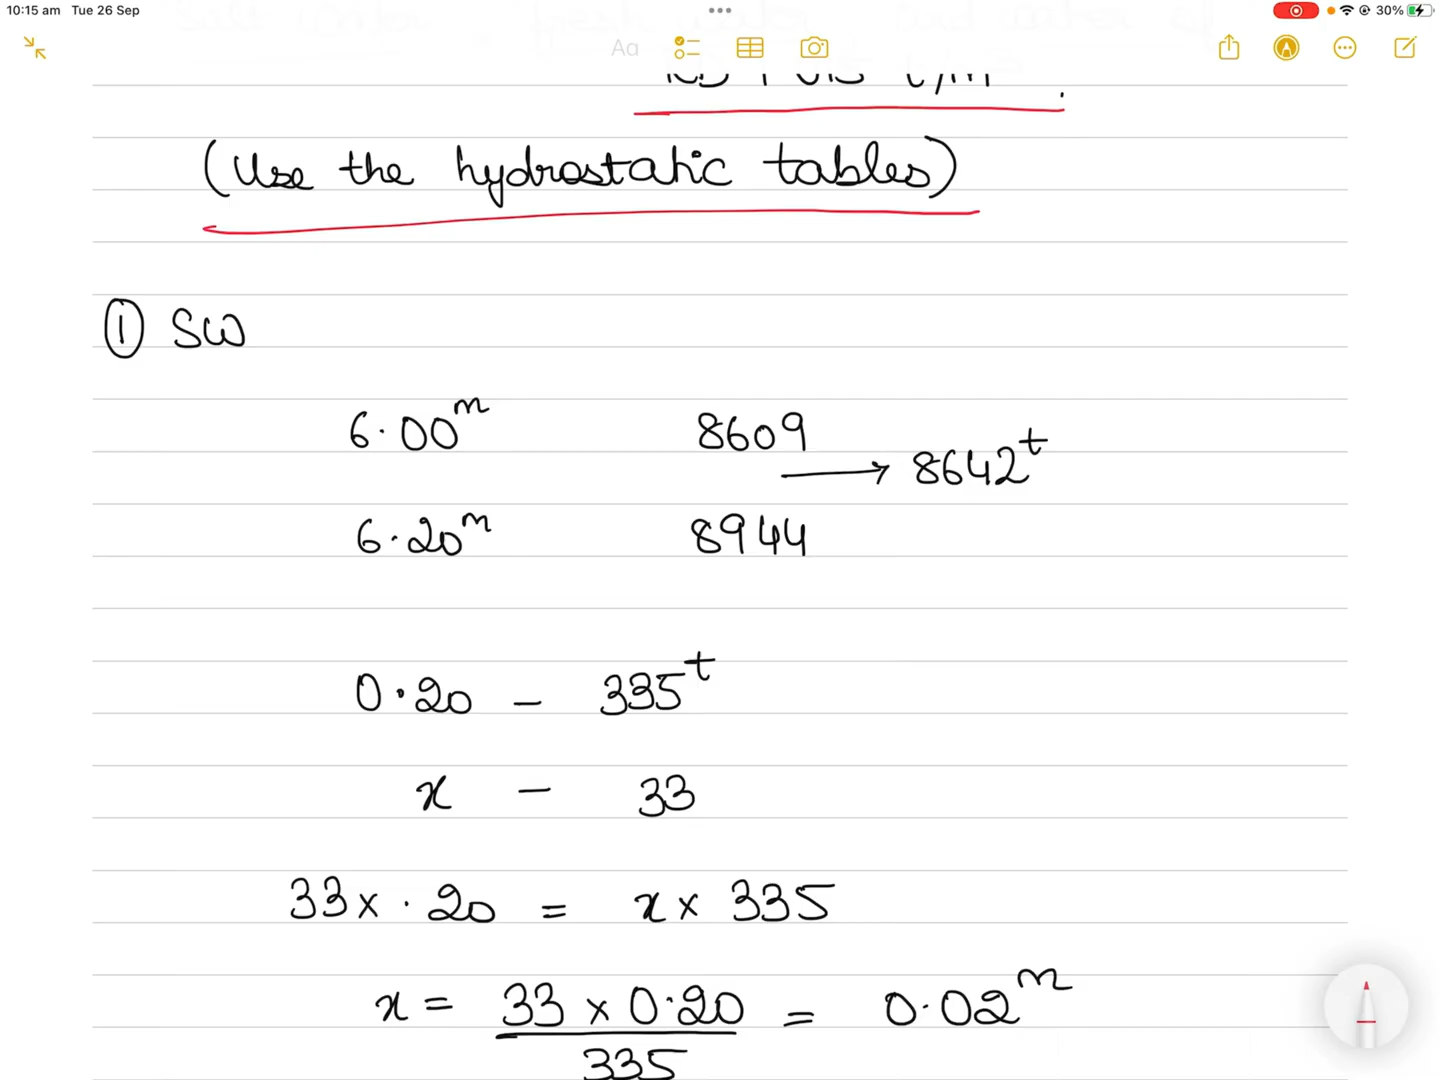 10:15 am Tue 26 Sep
30%
Aa
(Use the hydrostatic tables)
① SW
6.00ᵐ 8609
→ 8642ᵗ
6.20ᵐ 8944
0.20 - 335ᵗ
x - 33
33 x .20 = x x 335
x = 33 x 0.20 = 0.02ᵐ
335